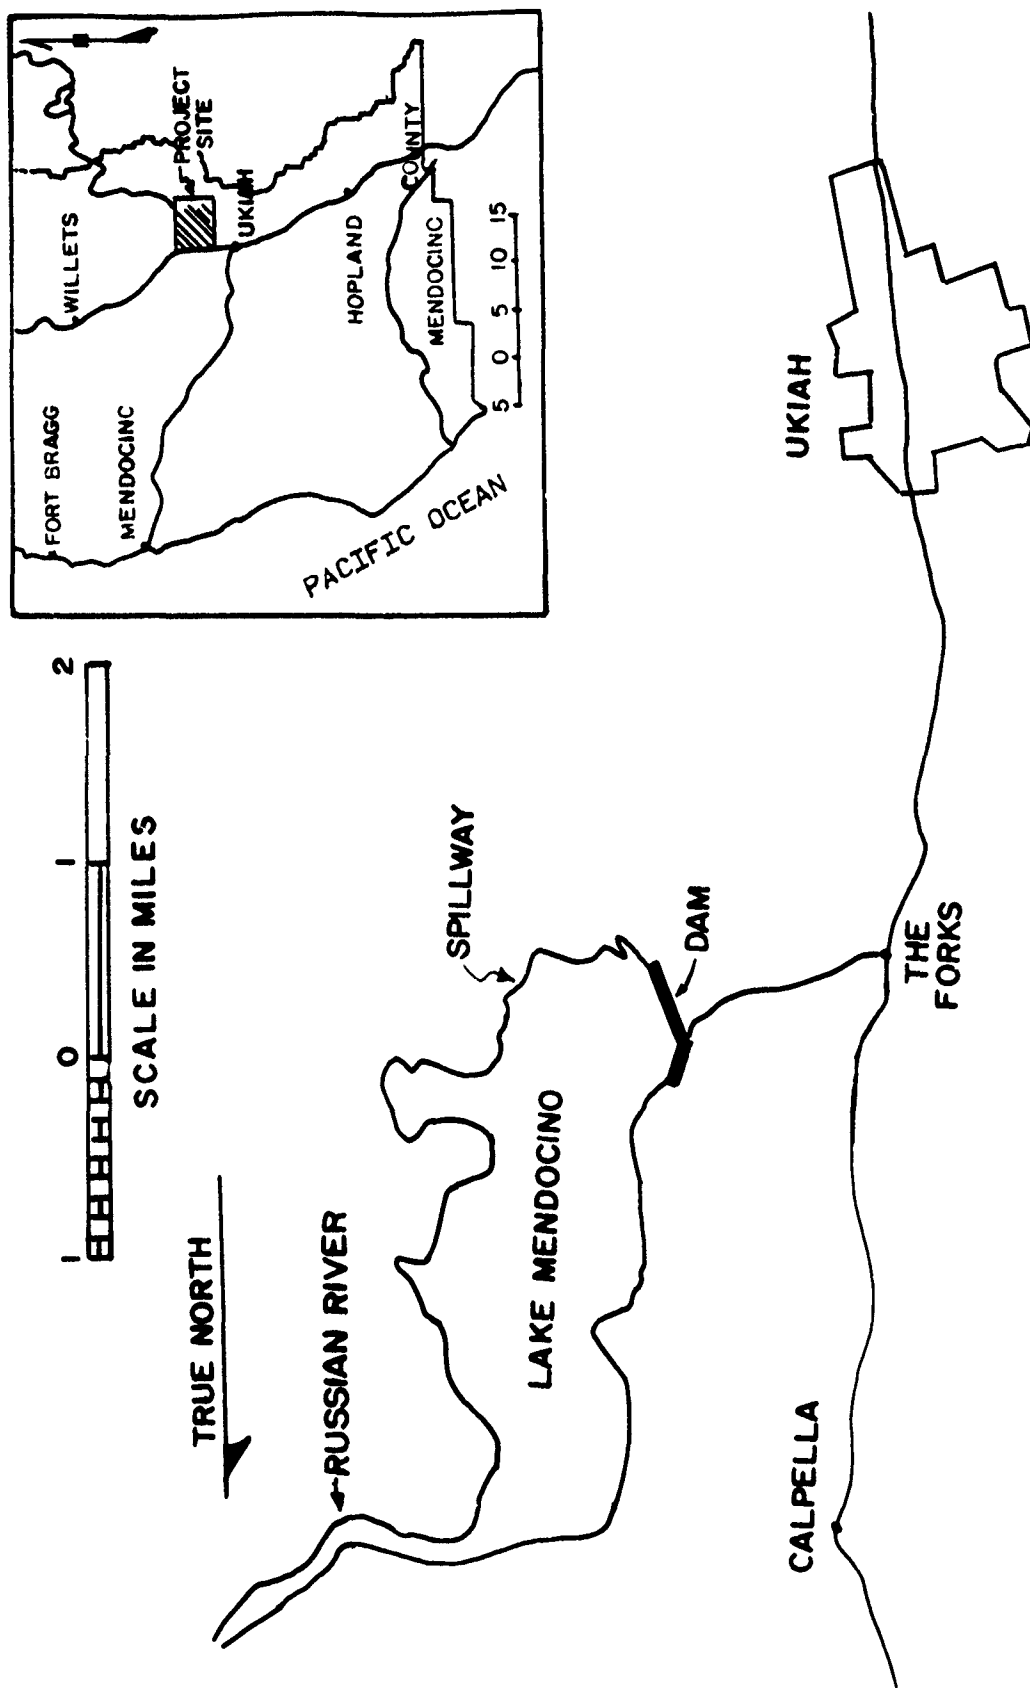 FORT BRAGG
WILLETS
MENDOCINC
PROJECT
SITE
UKIAH
HOPLAND
MENDOCINC COUNTY
5 0 5 10 15
PACIFIC OCEAN
1 0 1 2
SCALE IN MILES
TRUE NORTH
RUSSIAN RIVER
SPILLWAY
LAKE MENDOCINO
DAM
UKIAH
CALPELLA
THE
FORKS